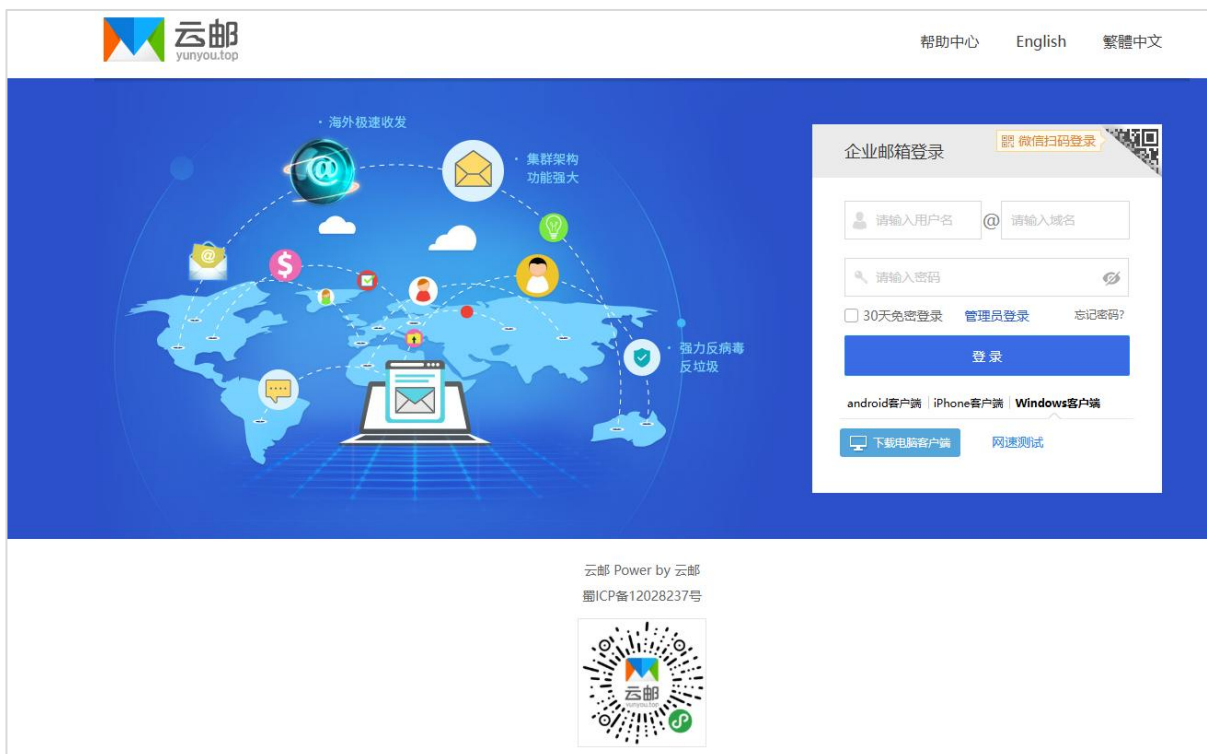 云邮
yunyou.top
帮助中心 English 繁體中文
· 海外极速收发
· 集群架构
功能强大
· 强力反病毒
反垃圾
企业邮箱登录
微信扫码登录
请输入用户名 @ 请输入域名
请输入密码
30天免密登录 管理员登录 忘记密码?
登 录
android客户端 | iPhone客户端 | Windows客户端
下载电脑客户端 网速测试
云邮 Power by 云邮
蜀ICP备12028237号
云邮
yunyou.top